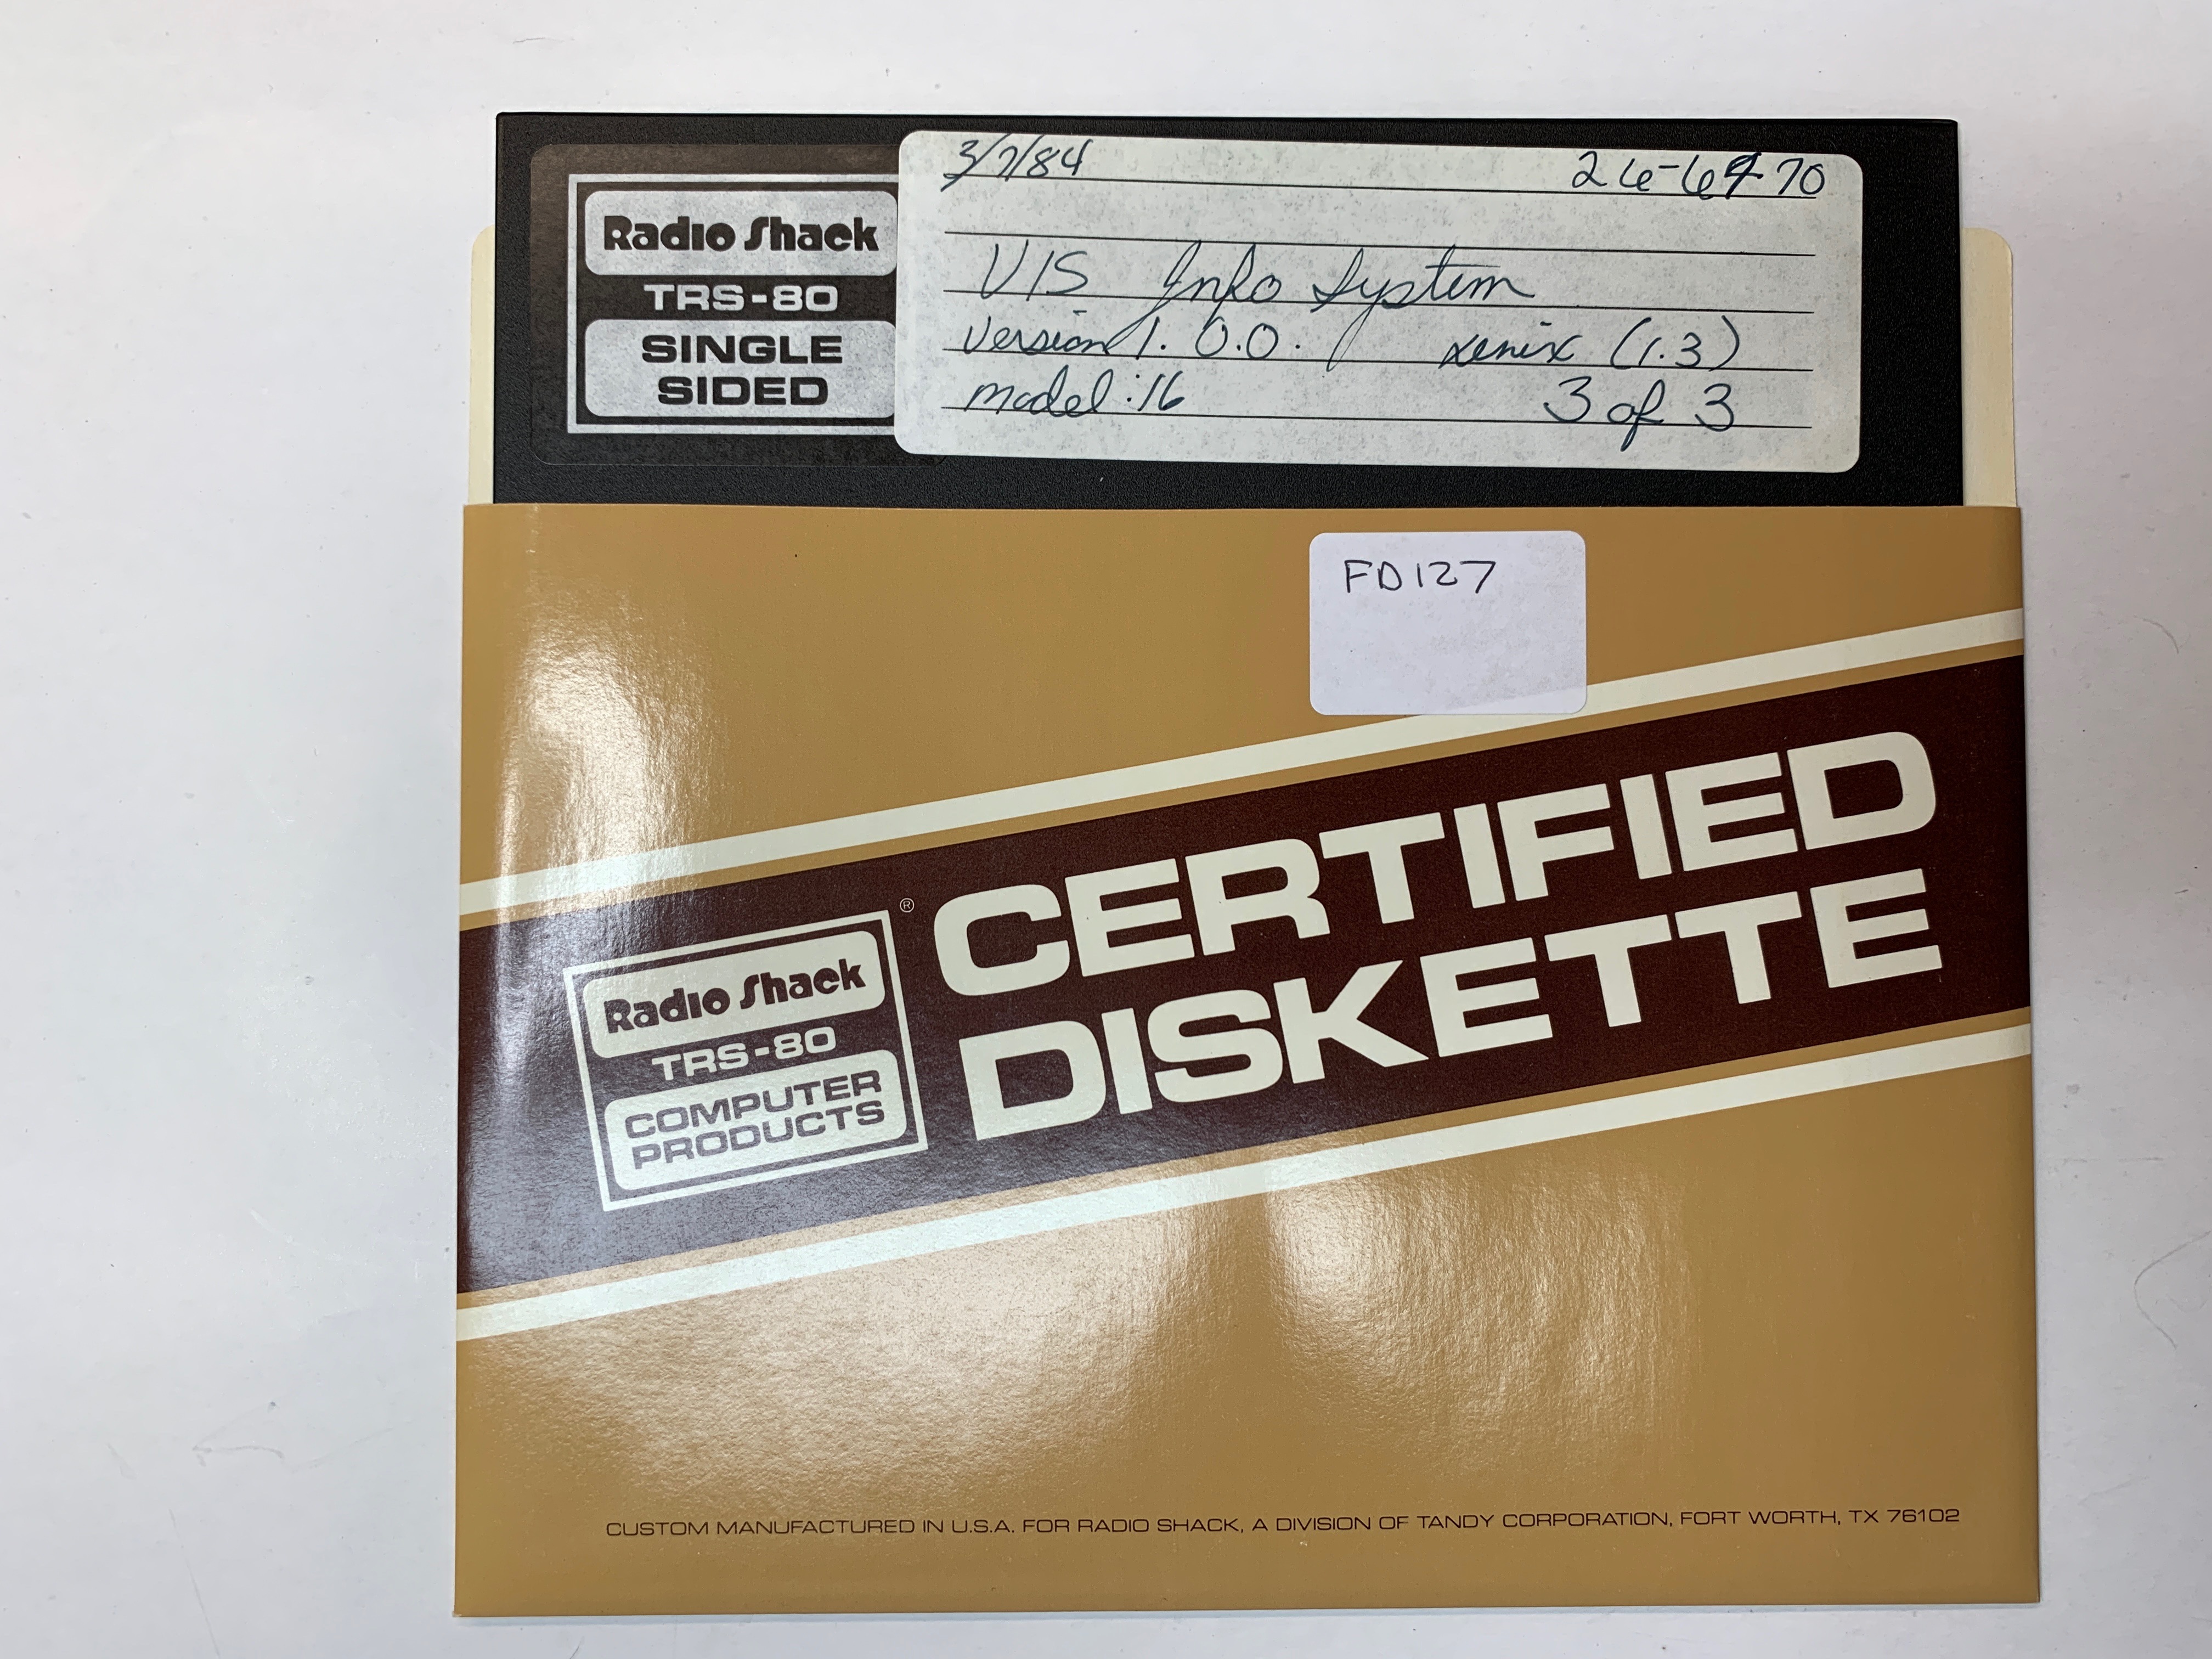 3/7/84 26-6470
Radio Shack
TRS-80
SINGLE
SIDED
VIS Info System
version 1.0.0. xenix (1.3)
model: 16 3 of 3
FD127
CERTIFIED
DISKETTE
®
Radio Shack
TRS-80
COMPUTER
PRODUCTS
CUSTOM MANUFACTURED IN U.S.A. FOR RADIO SHACK, A DIVISION OF TANDY CORPORATION, FORT WORTH, TX 76102